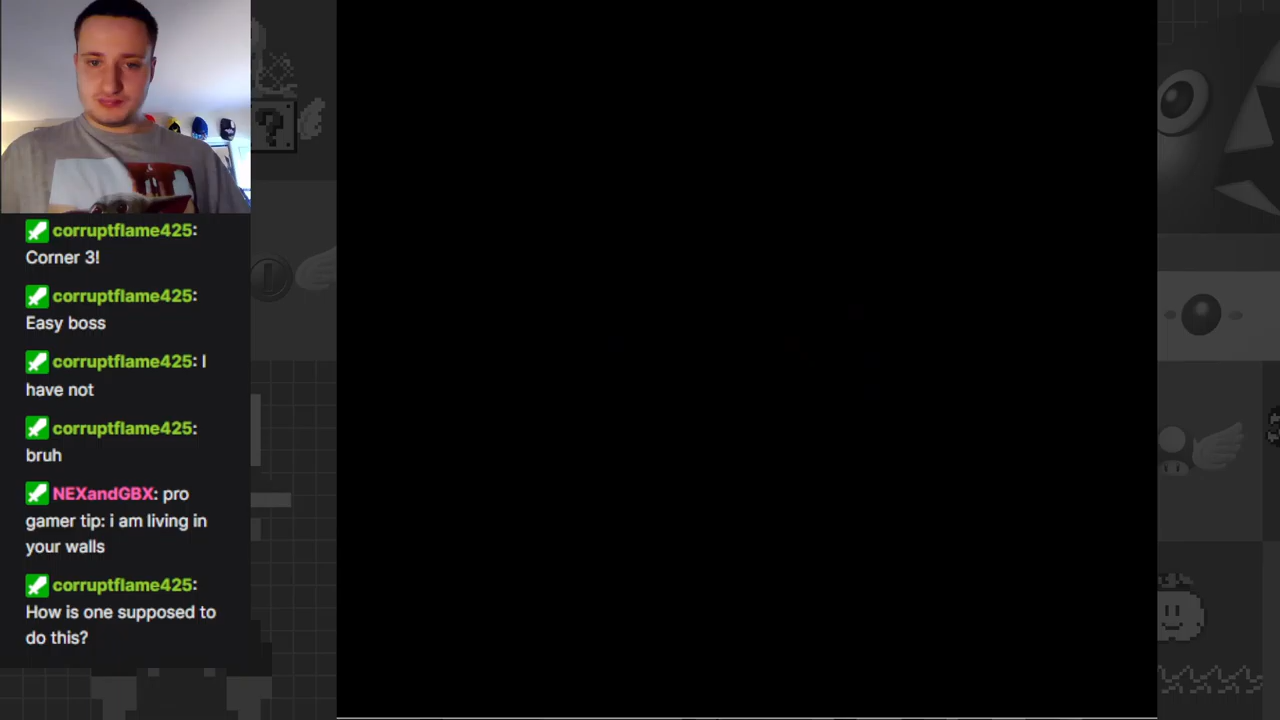 corruptflame425:
Corner 3!
corruptflame425:
Easy boss
corruptflame425: I
have not
corruptflame425:
bruh
NEXandGBX: pro
gamer tip: i am living in
your walls
corruptflame425:
How is one supposed to
do this?